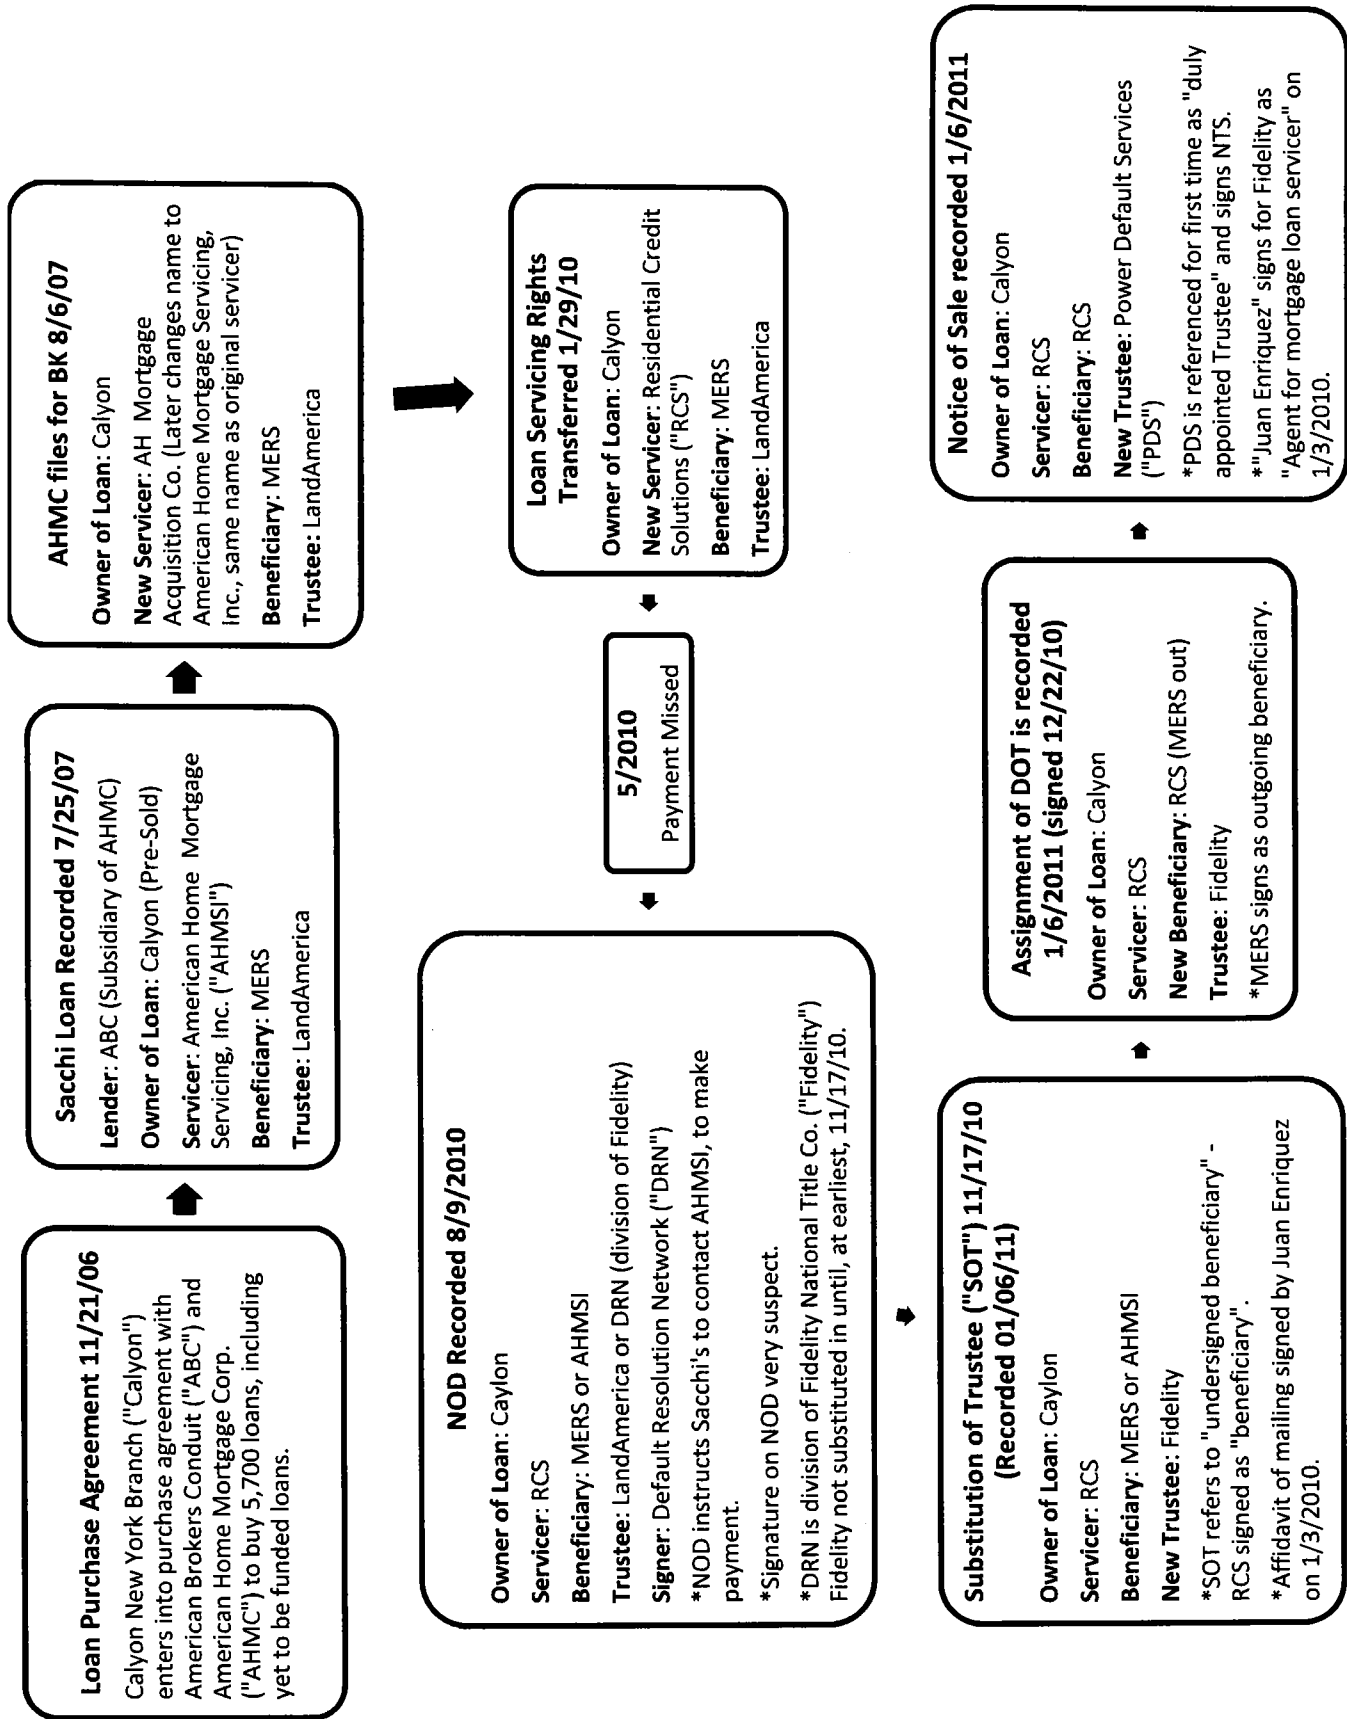 Loan Purchase Agreement 11/21/06
Calyon New York Branch ("Calyon")
enters into purchase agreement with
American Brokers Conduit ("ABC") and
American Home Mortgage Corp.
("AHMC") to buy 5,700 loans, including
yet to be funded loans.
Sacchi Loan Recorded 7/25/07
Lender: ABC (Subsidiary of AHMC)
Owner of Loan: Calyon (Pre-Sold)
Servicer: American Home Mortgage
Servicing, Inc. ("AHMSI")
Beneficiary: MERS
Trustee: LandAmerica
AHMC files for BK 8/6/07
Owner of Loan: Calyon
New Servicer: AH Mortgage
Acquisition Co. (Later changes name to
American Home Mortgage Servicing,
Inc., same name as original servicer)
Beneficiary: MERS
Trustee: LandAmerica
Loan Servicing Rights
Transferred 1/29/10
Owner of Loan: Calyon
New Servicer: Residential Credit
Solutions ("RCS")
Beneficiary: MERS
Trustee: LandAmerica
5/2010
Payment Missed
NOD Recorded 8/9/2010
Owner of Loan: Caylon
Servicer: RCS
Beneficiary: MERS or AHMSI
Trustee: LandAmerica or DRN (division of Fidelity)
Signer: Default Resolution Network ("DRN")
*NOD instructs Sacchi's to contact AHMSI, to make
payment.
*Signature on NOD very suspect.
*DRN is division of Fidelity National Title Co. ("Fidelity")
Fidelity not substituted in until, at earliest, 11/17/10.
Substitution of Trustee ("SOT") 11/17/10
(Recorded 01/06/11)
Owner of Loan: Caylon
Servicer: RCS
Beneficiary: MERS or AHMSI
New Trustee: Fidelity
*SOT refers to "undersigned beneficiary" -
RCS signed as "beneficiary".
*Affidavit of mailing signed by Juan Enriquez
on 1/3/2010.
Assignment of DOT is recorded
1/6/2011 (signed 12/22/10)
Owner of Loan: Calyon
Servicer: RCS
New Beneficiary: RCS (MERS out)
Trustee: Fidelity
*MERS signs as outgoing beneficiary.
Notice of Sale recorded 1/6/2011
Owner of Loan: Calyon
Servicer: RCS
Beneficiary: RCS
New Trustee: Power Default Services
("PDS")
*PDS is referenced for first time as "duly
appointed Trustee" and signs NTS.
*"Juan Enriquez" signs for Fidelity as
"Agent for mortgage loan servicer" on
1/3/2010.